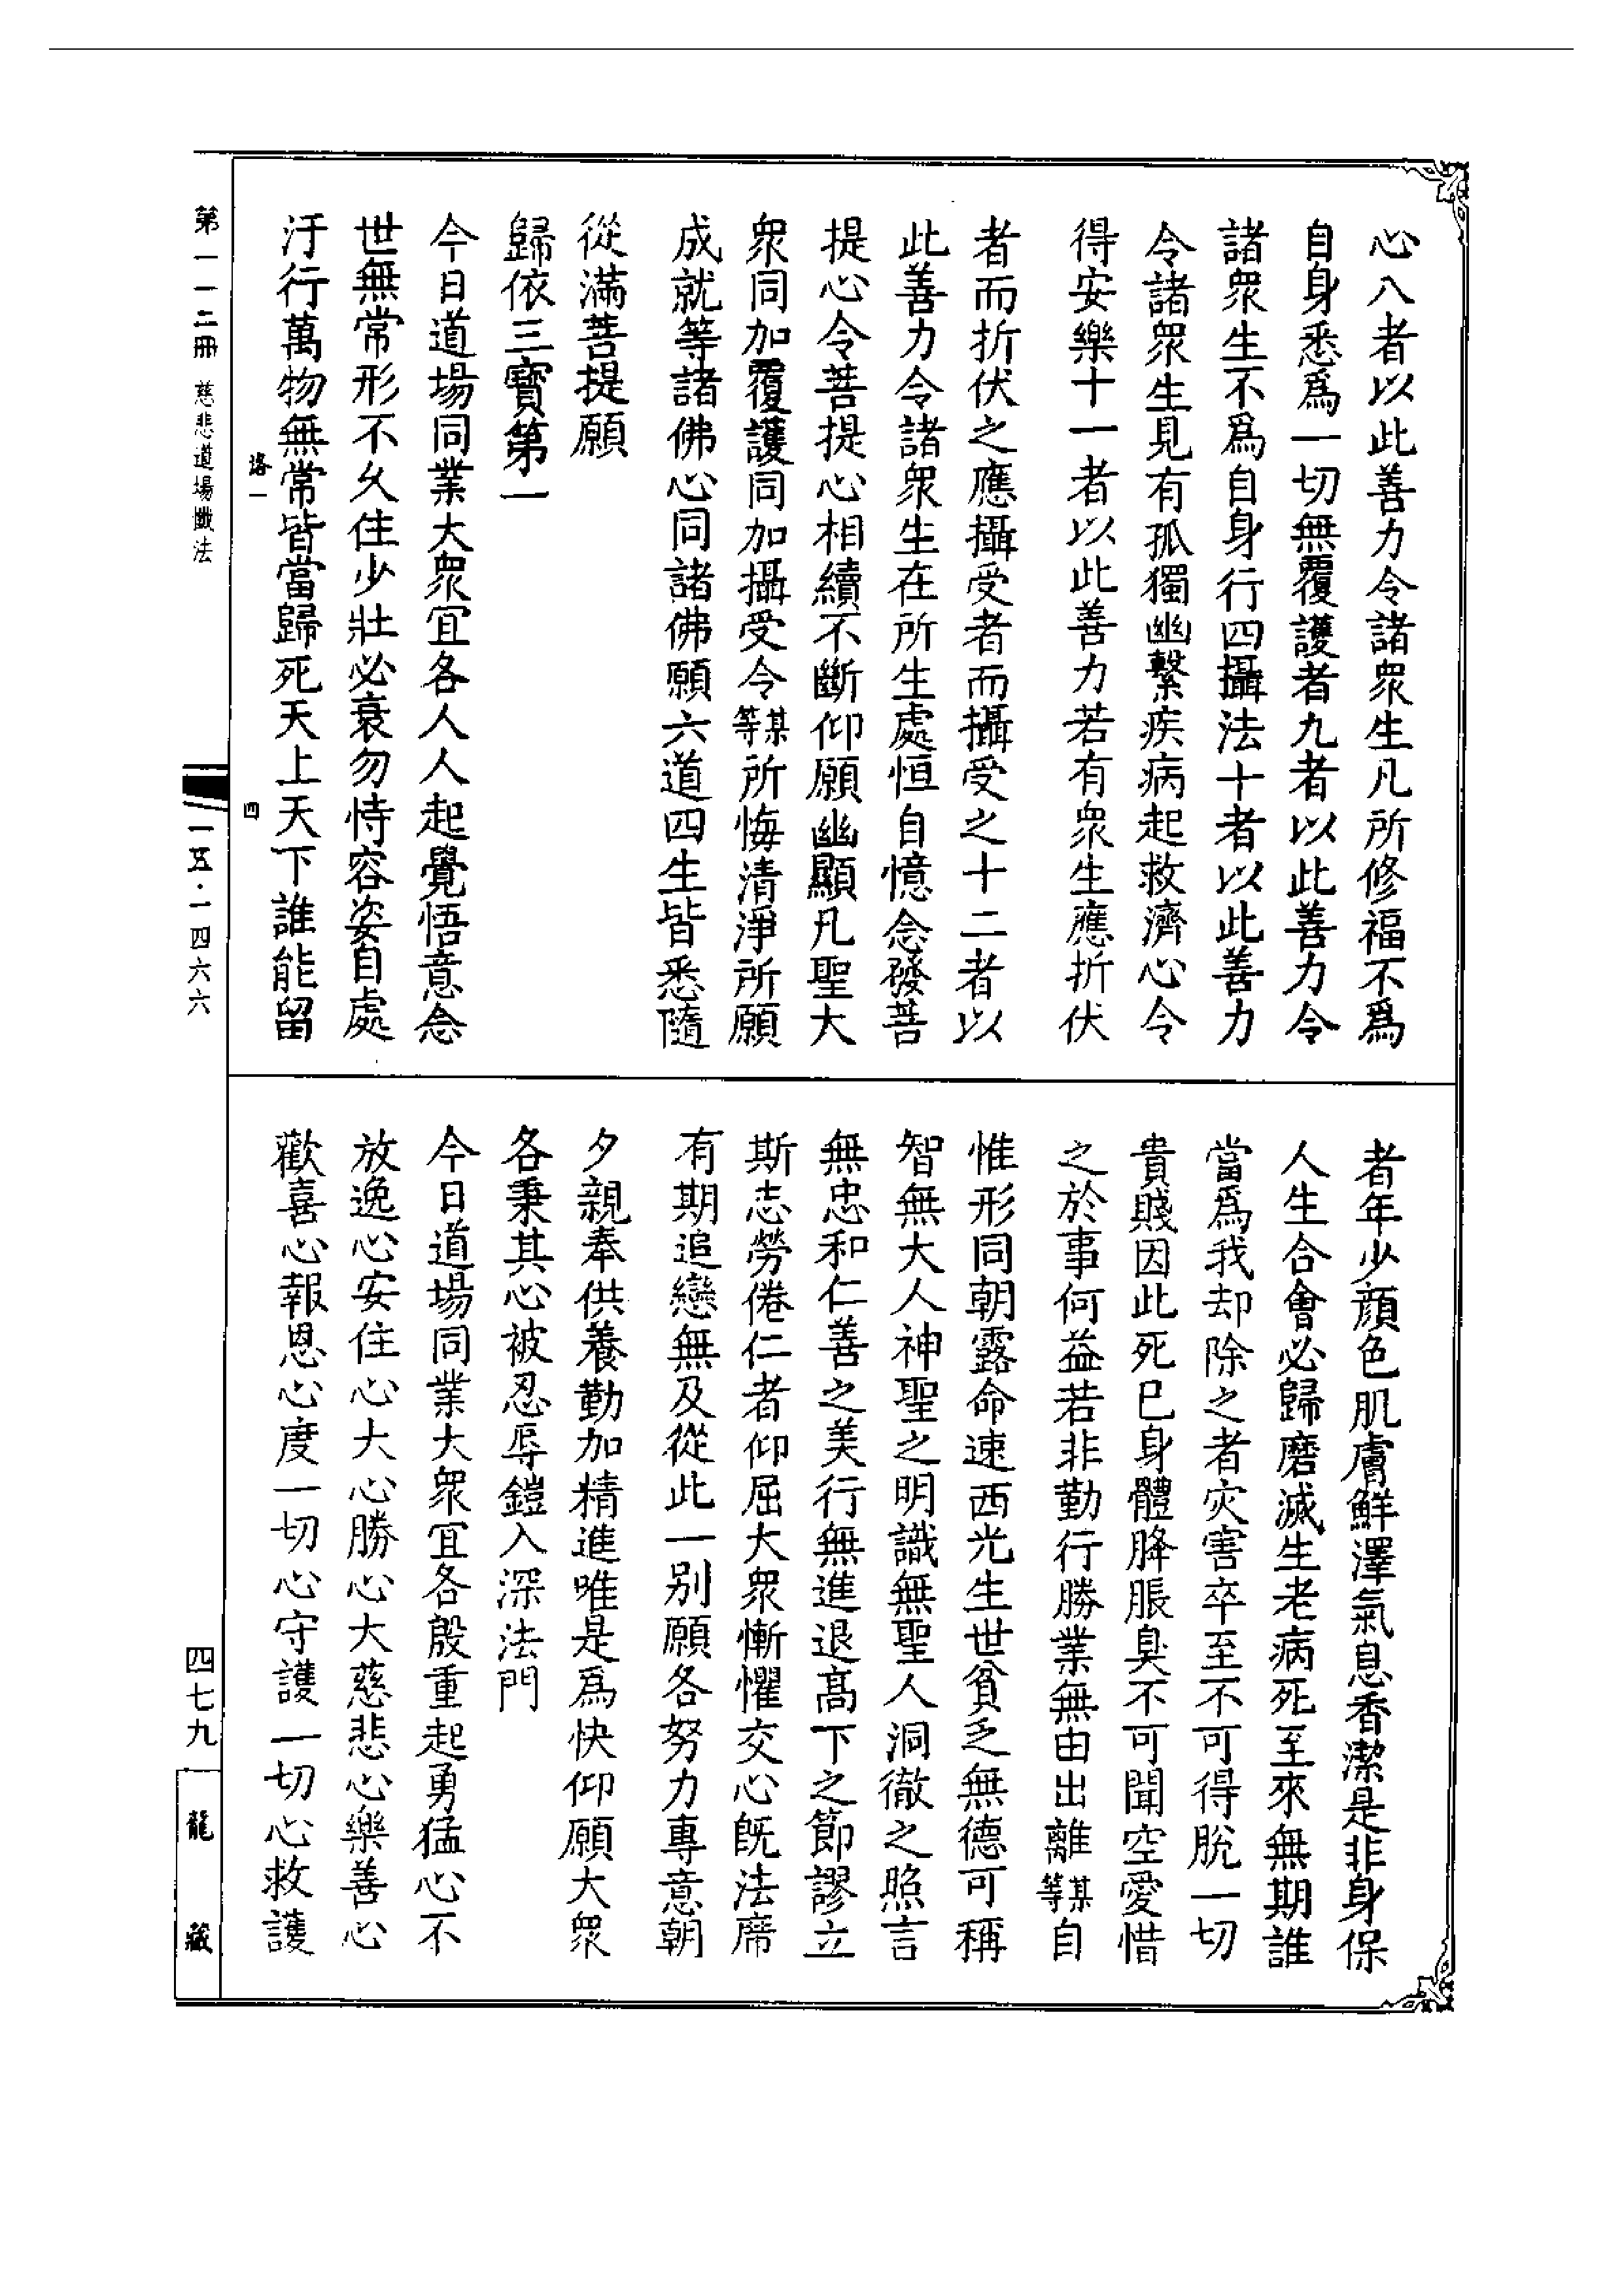 心八者以此善力令諸眾生凡所修福不爲
自身悉爲一切無覆護者九者以此善力令
諸眾生不爲自身行四攝法十者以此善力
令諸眾生見有孤獨幽繫疾病起救濟心令
得安樂十一者以此善力若有眾生應折伏
者而折伏之應攝受者而攝受之十二者以
此善力令諸眾生在所生處恒自憶念發菩
提心令菩提心相續不斷仰願幽顯凡聖大
眾同加覆護同加攝受令某等所悔清淨所願
成就等諸佛心同諸佛願六道四生皆悉隨
從滿菩提願
歸依三寶第一
今日道場同業大眾宜各人人起覺悟意念
世無常形不久住少壯必衰勿恃容姿自處
汙行萬物無常皆當歸死天上天下誰能留
者年少顏色肌膚鮮澤氣息香潔是非身保
人生合會必歸磨滅生老病死至來無期誰
當爲我却除之者灾害卒至不可得脫一切
貴賤因此死已身體胮脹臭不可聞空愛惜
之於事何益若非勤行勝業無由出離某等自
惟形同朝露命速西光生世貧乏無德可稱
智無大人神聖之明識無聖人洞徹之照言
無忠和仁善之美行無進退高下之節謬立
斯志勞倦仁者仰屈大眾慚懼交心旣法席
有期追戀無及從此一別願各努力專意朝
夕親奉供養勤加精進唯是爲快仰願大眾
各秉其心被忍辱鎧入深法門
今日道場同業大眾宜各殷重起勇猛心不
放逸心安住心大心勝心大慈悲心樂善心
歡喜心報恩心度一切心守護一切心救護
第一一二冊 慈悲道場懺法
四
一五·一四六六
四七九
龍藏